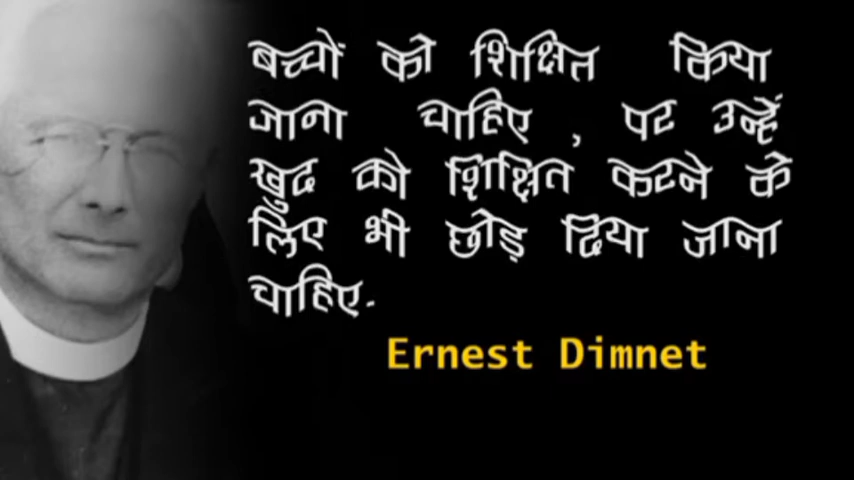 बच्चों को शिक्षित किया
जाना चाहिए , पर उन्हें
खुद को शिक्षित करने के
लिए भी छोड़ दिया जाना
चाहिए.
Ernest Dimnet